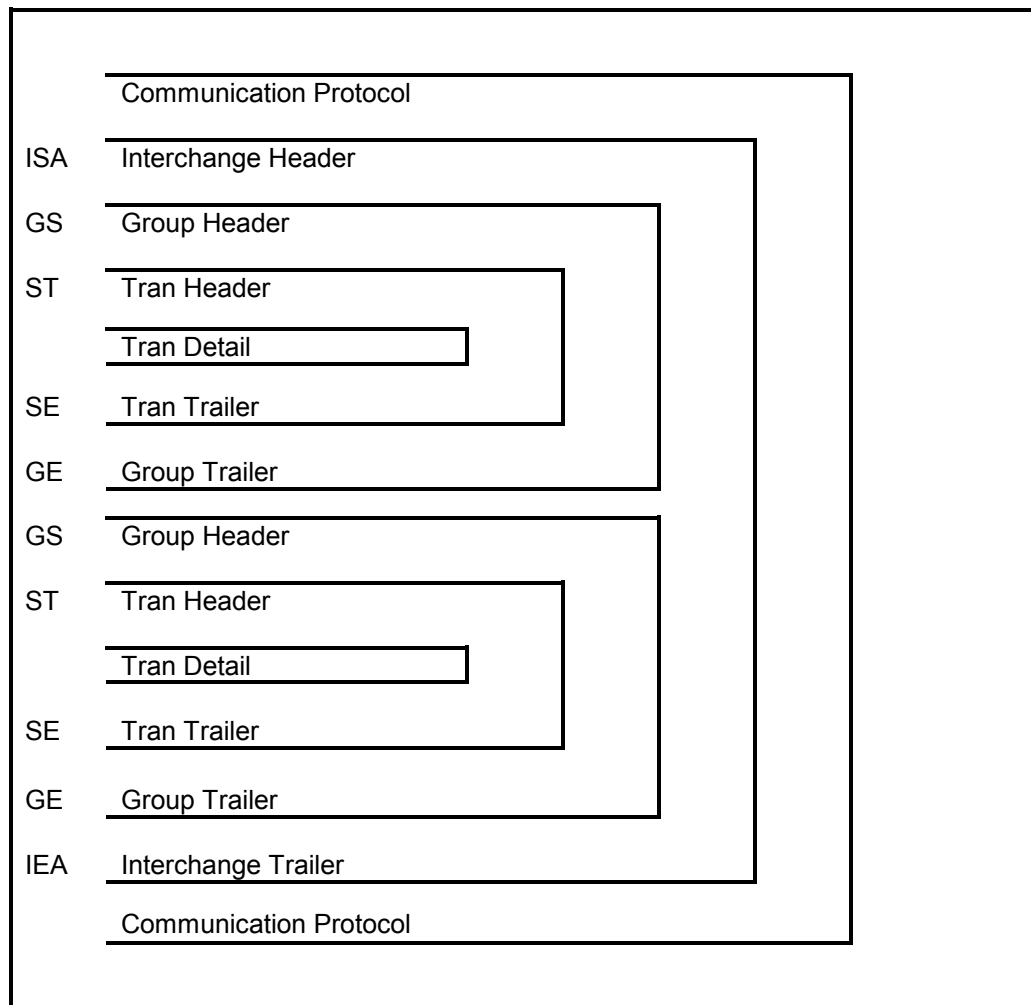 Communication Protocol
ISA Interchange Header
GS Group Header
ST Tran Header
Tran Detail
SE Tran Trailer
GE Group Trailer
GS Group Header
ST Tran Header
Tran Detail
SE Tran Trailer
GE Group Trailer
IEA Interchange Trailer
Communication Protocol